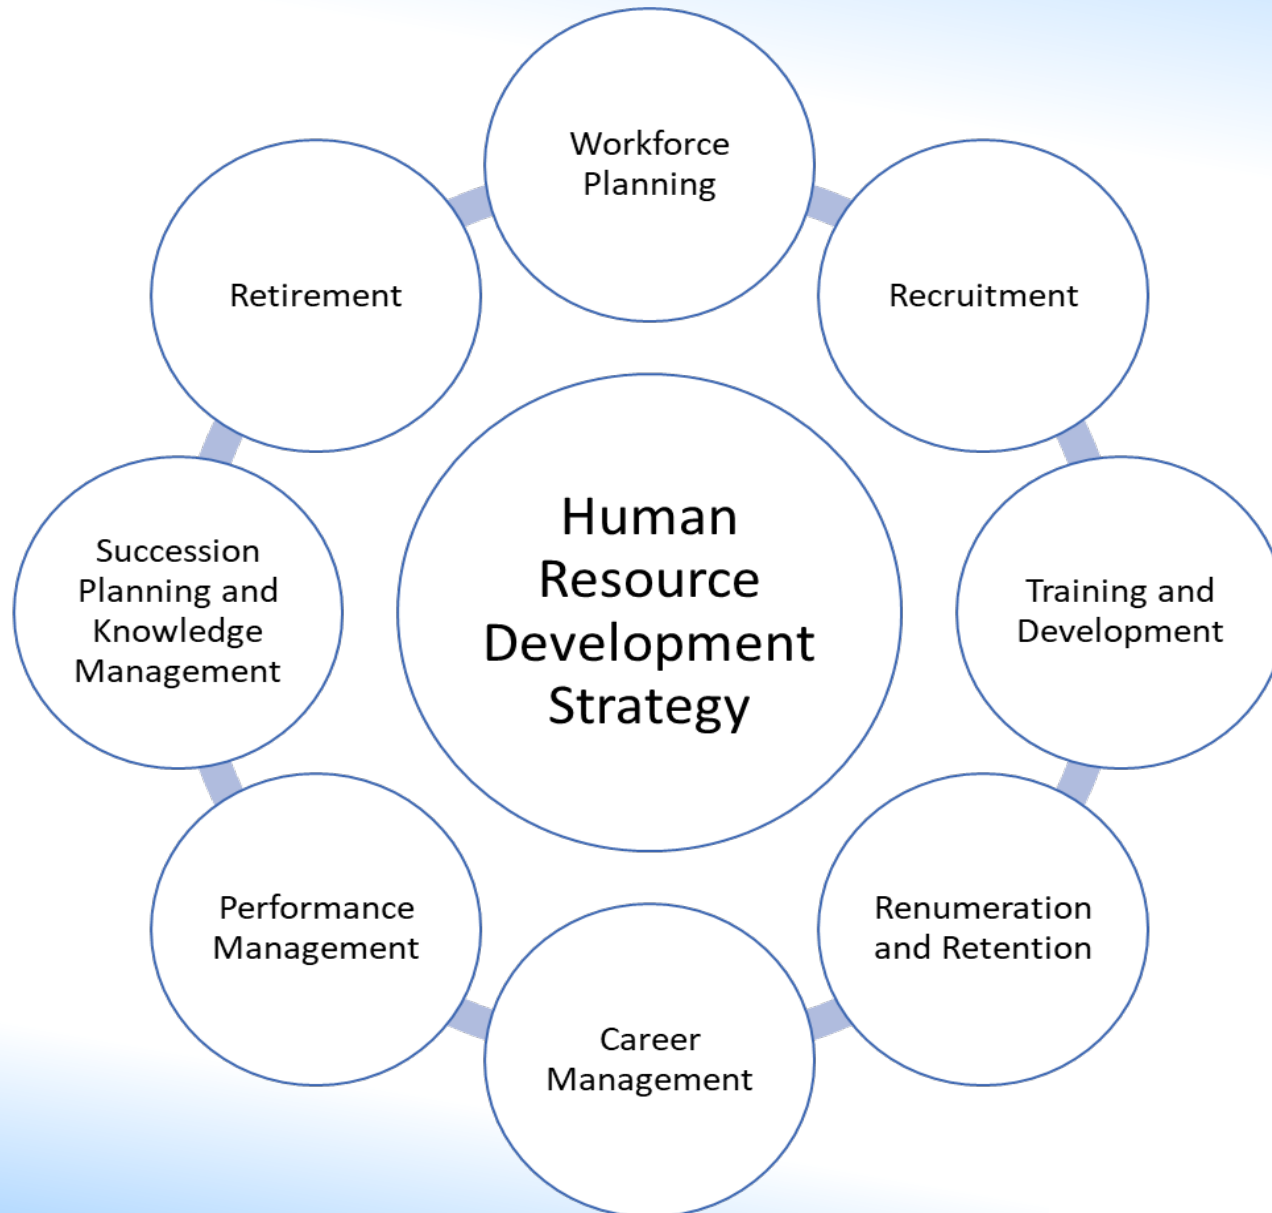 Workforce
Planning
Recruitment
Training and
Development
Renumeration
and Retention
Career
Management
Performance
Management
Succession
Planning and
Knowledge
Management
Retirement
Human
Resource
Development
Strategy